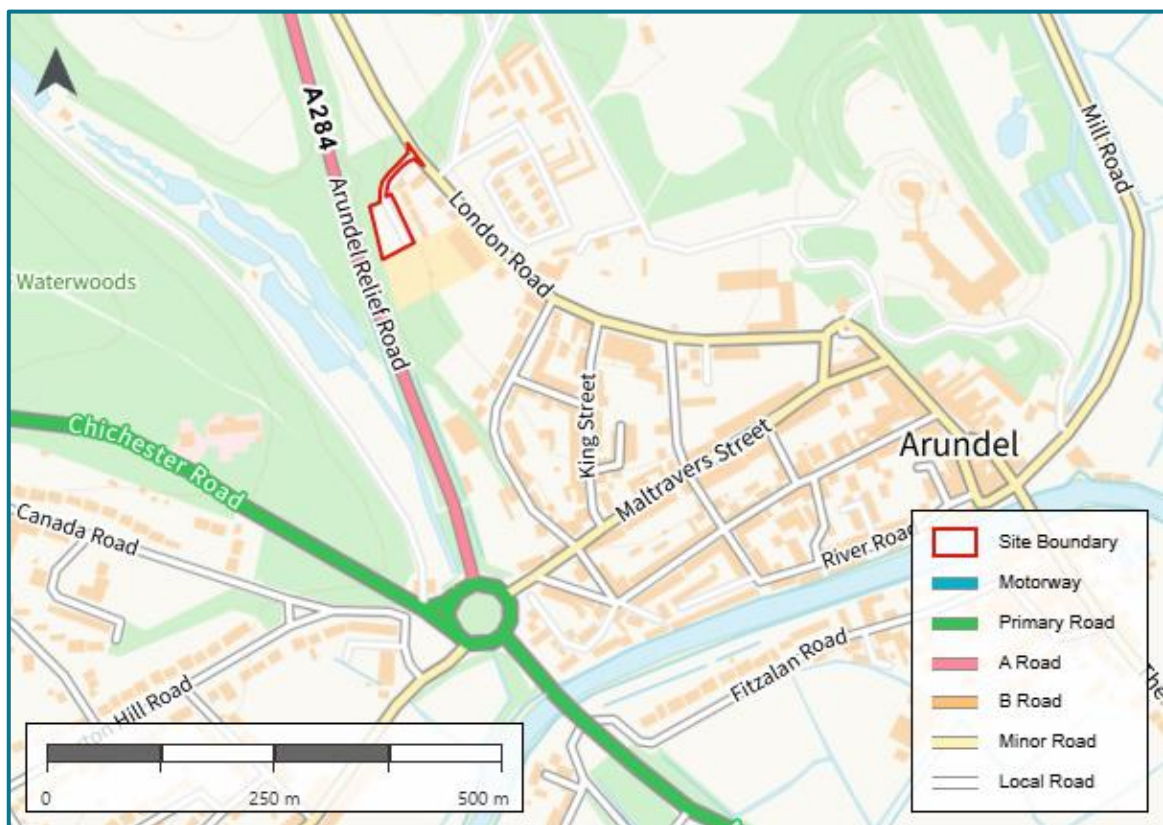 A284
Arundel Relief Road
Mill Road
London Road
Waterwoods
King Street
Chichester Road
Maltravers Street
Arundel
Canada Road
River Road
Fitzalan Road
ton Hill Road
The
Site Boundary
Motorway
Primary Road
A Road
B Road
Minor Road
Local Road
0 250 m 500 m